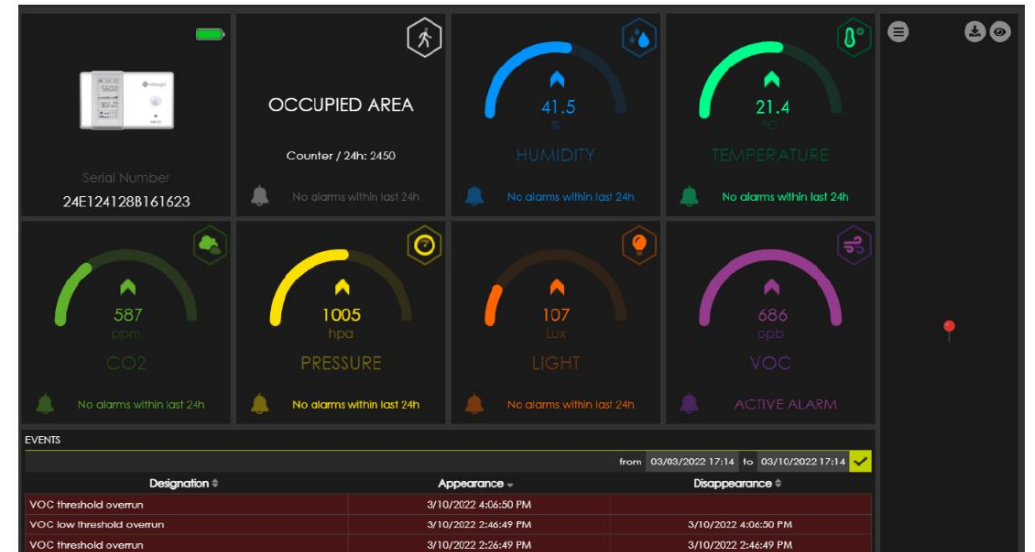 OCCUPIED AREA
Counter / 24h: 2450
No alarms within last 24h
Serial Number
24E124128B161623
41.5
%
HUMIDITY
No alarms within last 24h
21.4
°C
TEMPERATURE
No alarms within last 24h
587
ppm
CO2
No alarms within last 24h
1005
hpa
PRESSURE
No alarms within last 24h
107
Lux
LIGHT
No alarms within last 24h
686
ppb
VOC
ACTIVE ALARM
EVENTS
from 03/03/2022 17:14 to 03/10/2022 17:14
Designation Appearance Disappearance
VOC threshold overrun 3/10/2022 4:06:50 PM
VOC low threshold overrun 3/10/2022 2:46:49 PM 3/10/2022 4:06:50 PM
VOC threshold overrun 3/10/2022 2:26:49 PM 3/10/2022 2:46:49 PM